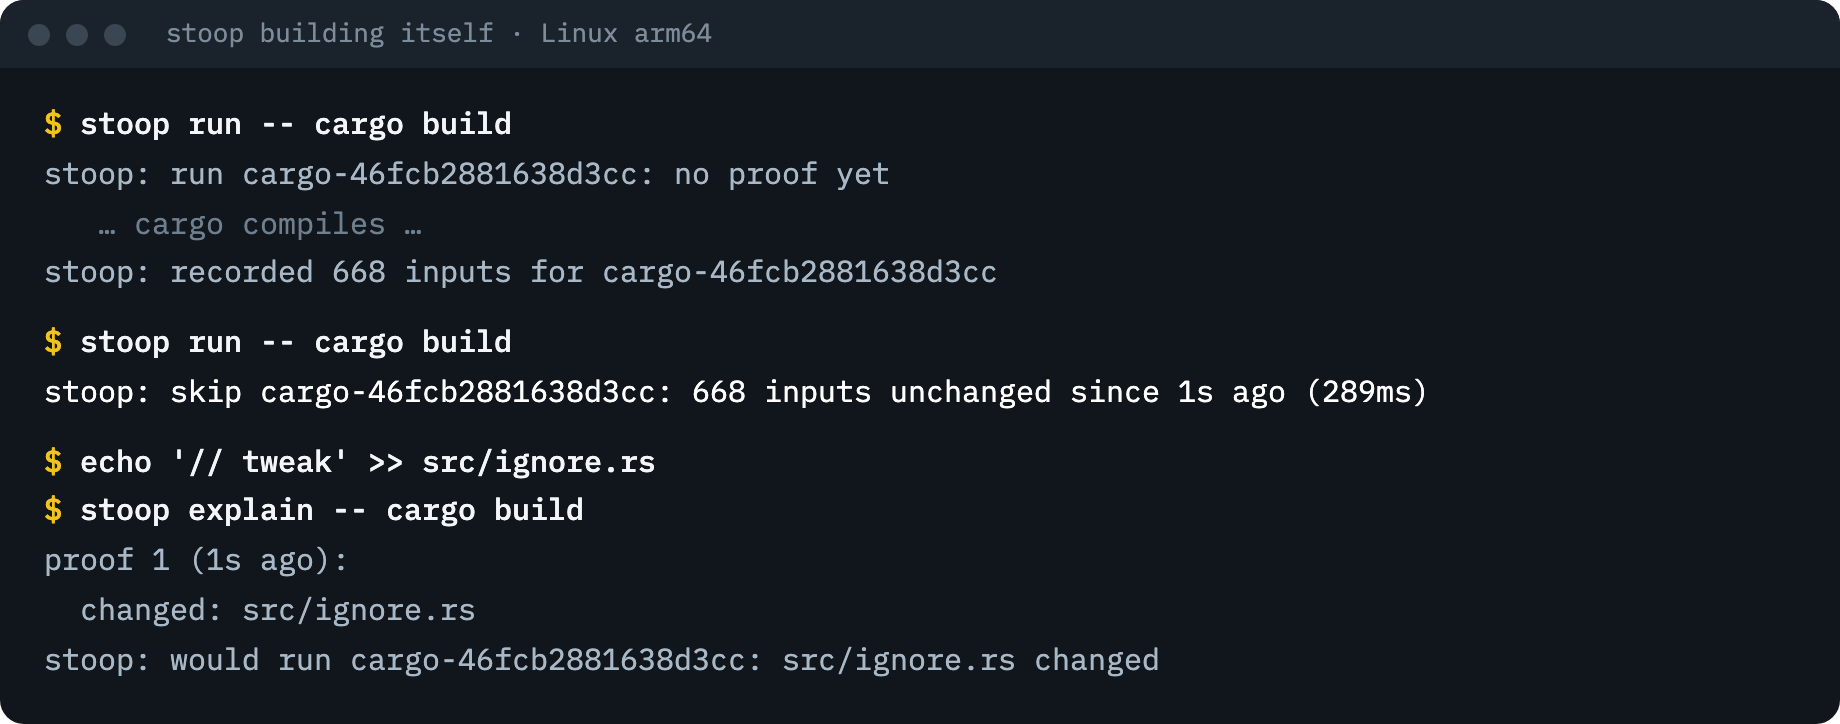 stoop building itself · Linux arm64
$ stoop run -- cargo build
stoop: run cargo-46fcb2881638d3cc: no proof yet
… cargo compiles …
stoop: recorded 668 inputs for cargo-46fcb2881638d3cc
$ stoop run -- cargo build
stoop: skip cargo-46fcb2881638d3cc: 668 inputs unchanged since 1s ago (289ms)
$ echo '// tweak' >> src/ignore.rs
$ stoop explain -- cargo build
proof 1 (1s ago):
changed: src/ignore.rs
stoop: would run cargo-46fcb2881638d3cc: src/ignore.rs changed